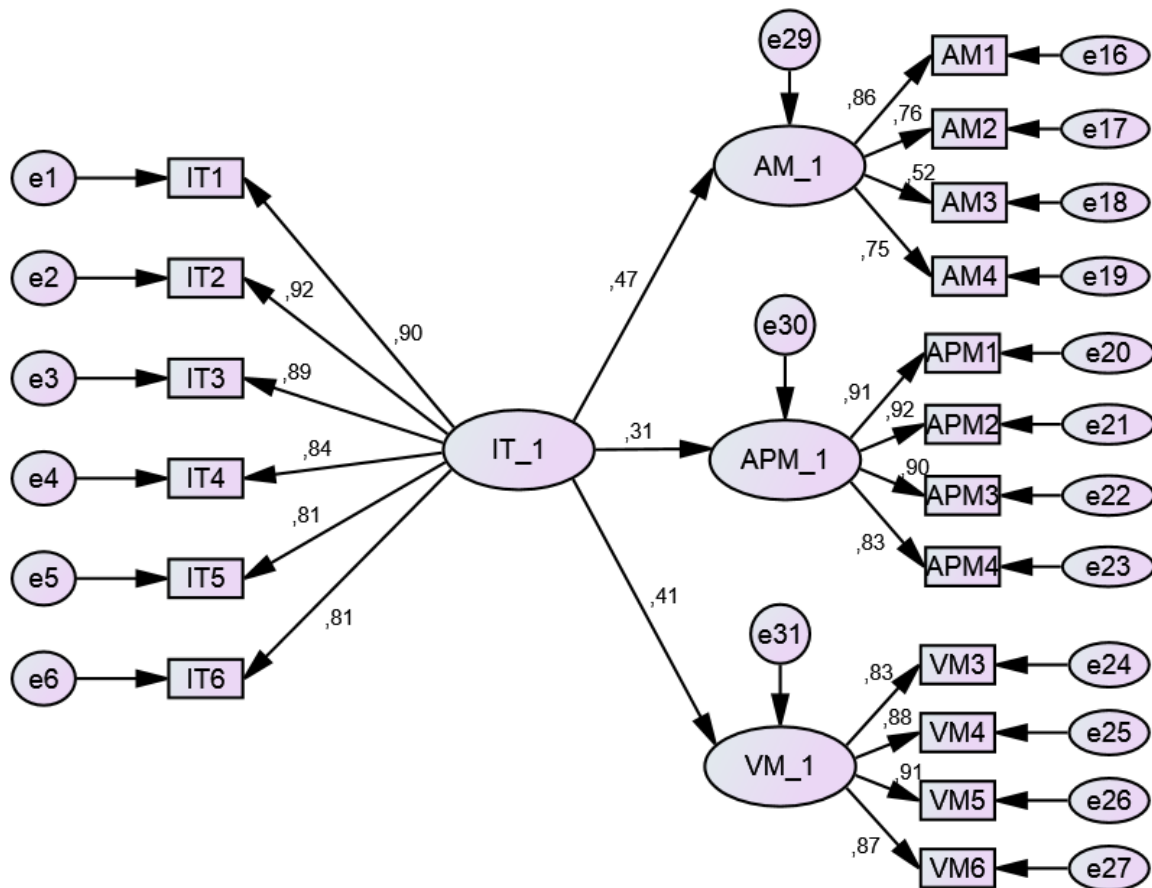 e29
AM1
e16
,86
AM2
e17
,76
AM_1
AM3
e18
,52
AM4
e19
,75
e1
IT1
e2
IT2
,92
,90
e3
IT3
,89
e4
IT4
,84
e5
IT5
,81
e6
IT6
,81
IT_1
,47
,31
,41
e30
APM_1
APM1
e20
,91
APM2
e21
,92
APM3
e22
,90
APM4
e23
,83
e31
VM_1
VM3
e24
,83
VM4
e25
,88
VM5
e26
,91
VM6
e27
,87